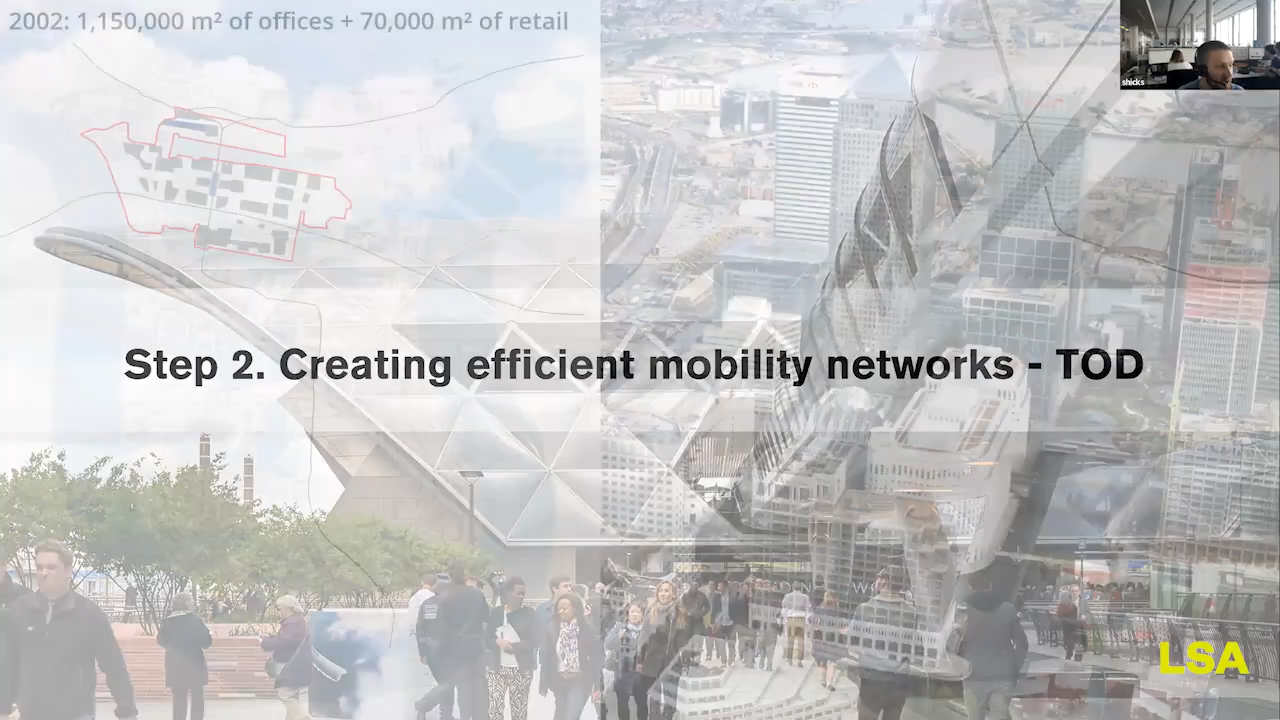 2002: 1,150,000 m² of offices + 70,000 m² of retail
shicks
Step 2. Creating efficient mobility networks - TOD
LSA